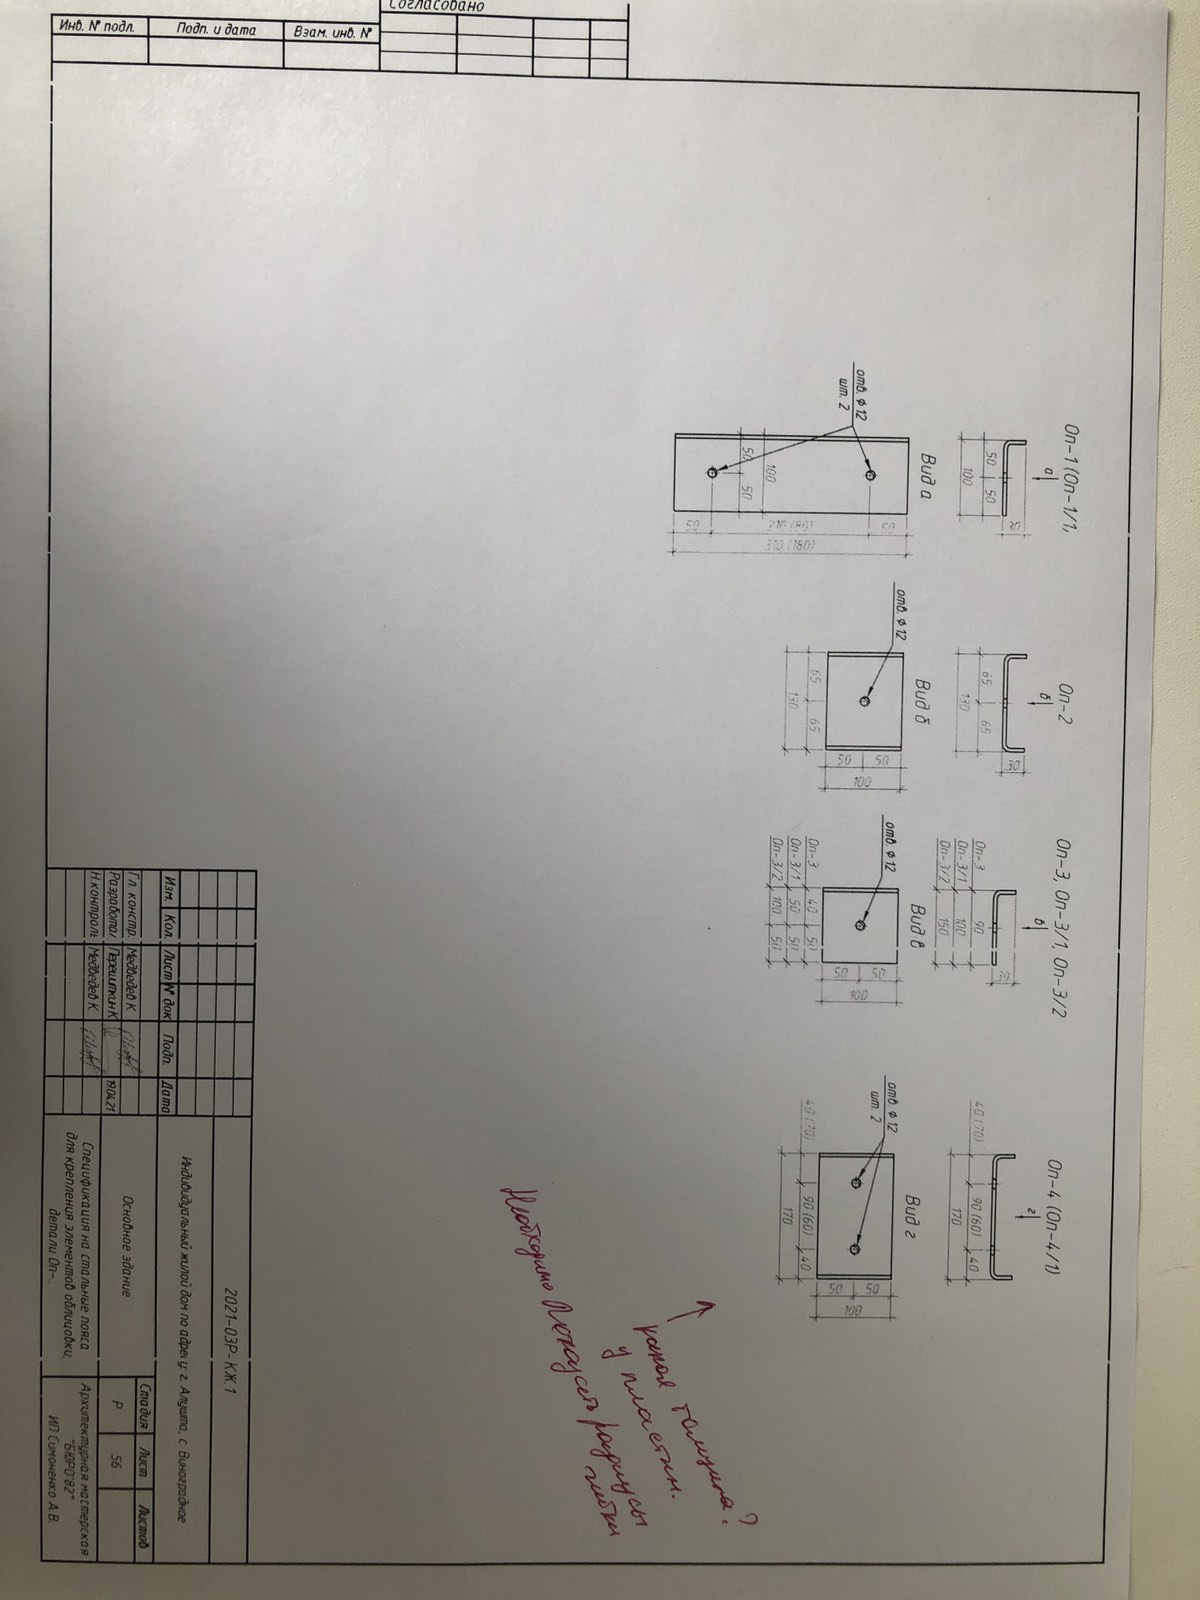 Оп-1 (Оп-1/1,
а
30
50 50
100
Вид а
отв. Ф12
шт. 2
50
210 (80)
310 (180)
100
50 50
50
Оп-2
б
30
65 65
130
Вид б
отв. Ф12
50
50
100
65 65
130
Оп-3, Оп-3/1, Оп-3/2
в
30
Оп-3 90
Оп-3/1 100
Оп-3/2 150
Вид в
отв. Ф12
50
50
100
Оп-3 40 50
Оп-3/1 50 50
Оп-3/2 100 50
Оп-4 (Оп-4/1)
г
40 (70) 90 (60) 40
170
Вид г
отв. Ф12
шт. 2
50
50
100
40 (70) 90 (60) 40
170
какая толщина?
у пластин.
Необходимо Показать радиусы
гибки
Согласовано
Взам. инв. №
Подп. и дата
Инв. № подл.
2021-03Р-КЖ.1
Индивидуальный жилой дом по адресу: г. Алушта, с. Виноградное
Изм. Кол. Лист № док Подп. Дата
Гл. констр. Медведев К.
Разработал Перешиткин К 19.04.21
Н.контроль Медведев К.
Основное здание
Стадия Лист Листов
Р 56
Спецификация на стальные пояса
для крепления элементов облицовки,
детали Оп-..
Архитектурная мастерская
"БЮРО'82"
ИП Симоненко А.В.